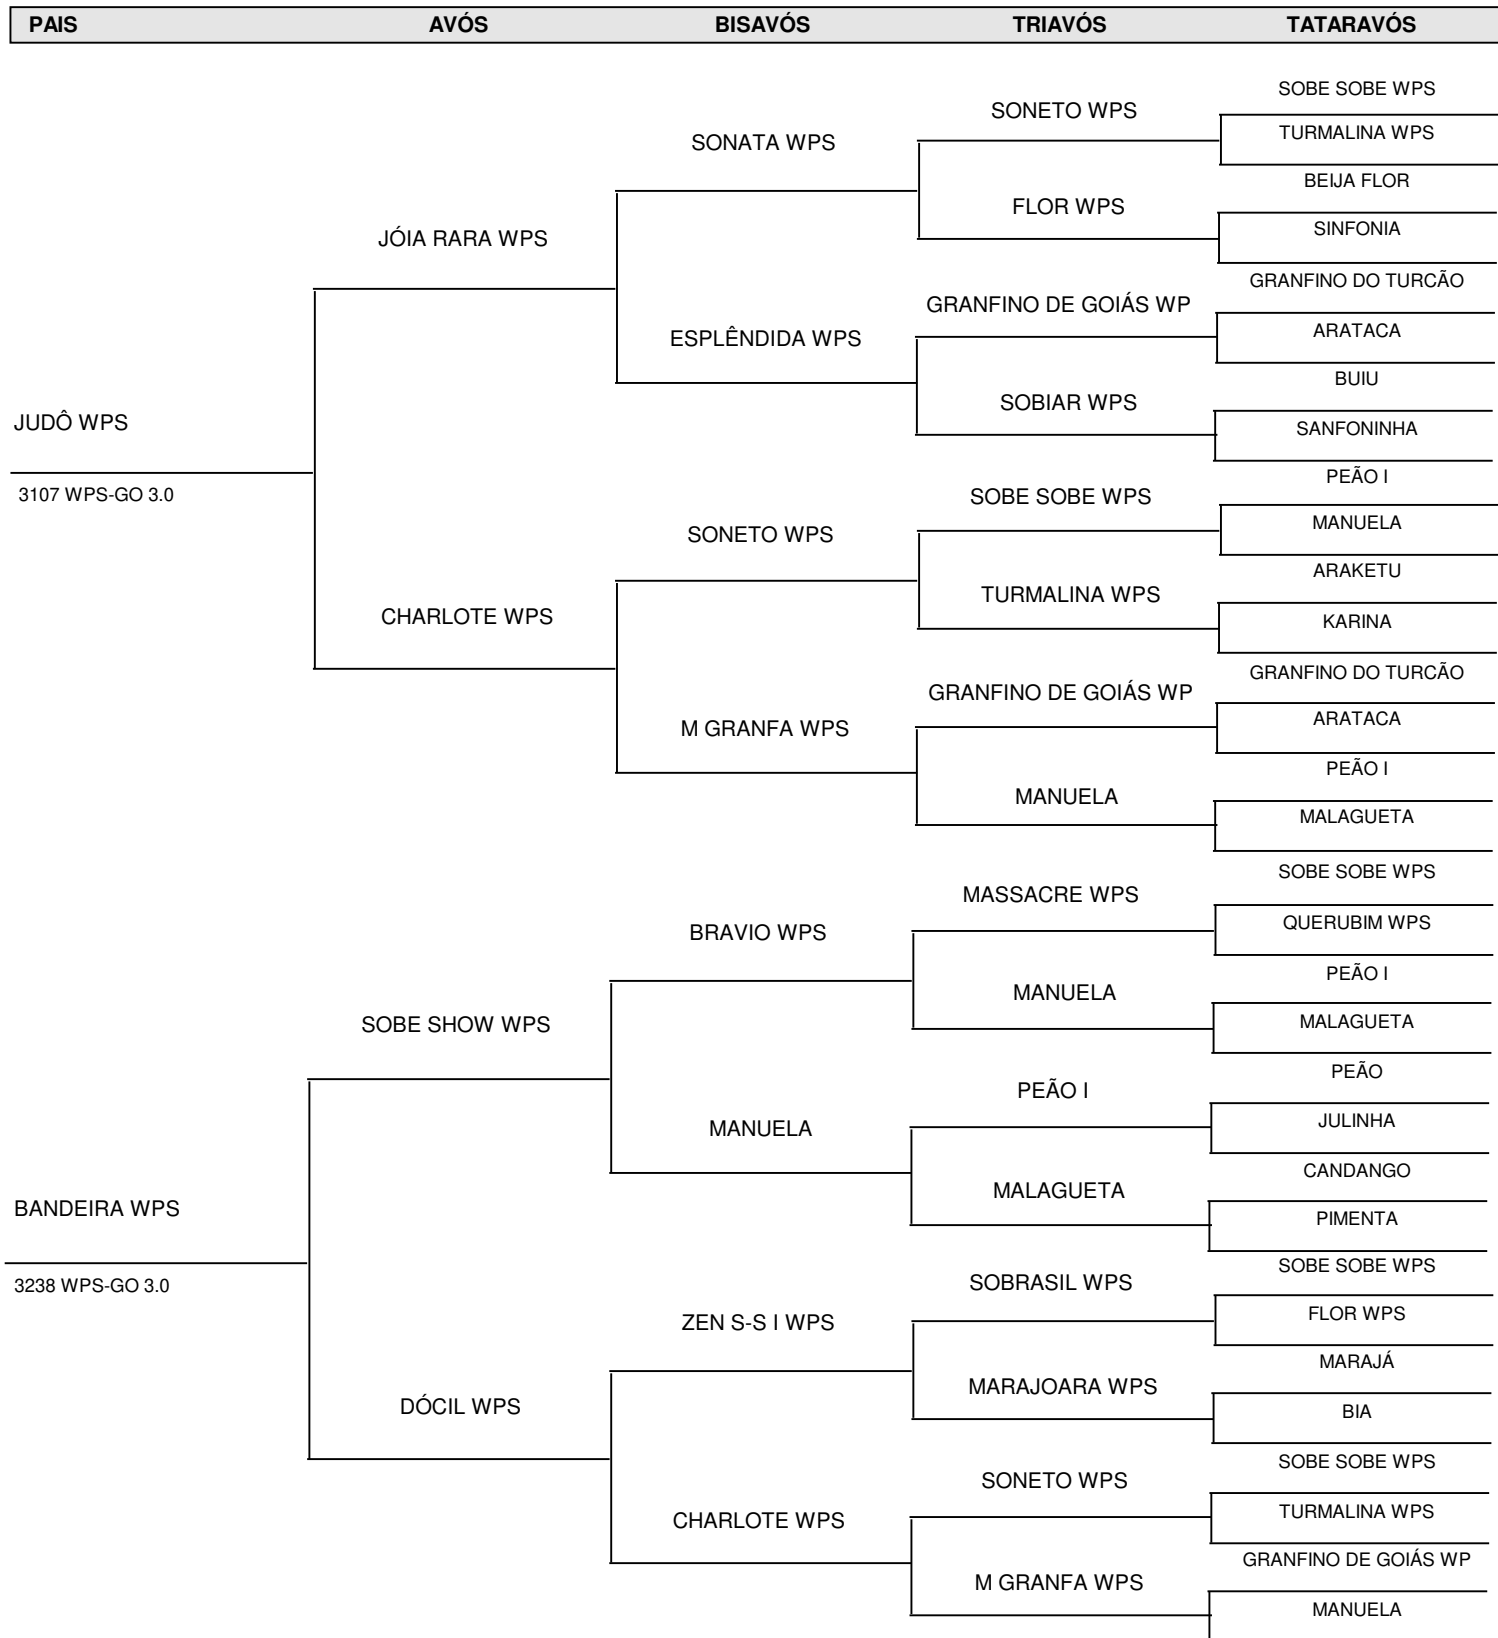 PAIS AVÓS BISAVÓS TRIAVÓS TATARAVÓS
SOBE SOBE WPS
SONETO WPS
TURMALINA WPS
SONATA WPS
BEIJA FLOR
FLOR WPS
SINFONIA
JÓIA RARA WPS
GRANFINO DO TURCÃO
GRANFINO DE GOIÁS WP
ARATACA
ESPLÊNDIDA WPS
BUIU
SOBIAR WPS
JUDÔ WPS
SANFONINHA
PEÃO I
3107 WPS-GO 3.0
SOBE SOBE WPS
MANUELA
SONETO WPS
ARAKETU
TURMALINA WPS
CHARLOTE WPS
KARINA
GRANFINO DO TURCÃO
GRANFINO DE GOIÁS WP
ARATACA
M GRANFA WPS
PEÃO I
MANUELA
MALAGUETA
SOBE SOBE WPS
MASSACRE WPS
QUERUBIM WPS
BRAVIO WPS
PEÃO I
MANUELA
MALAGUETA
SOBE SHOW WPS
PEÃO
PEÃO I
JULINHA
MANUELA
CANDANGO
MALAGUETA
BANDEIRA WPS
PIMENTA
SOBE SOBE WPS
3238 WPS-GO 3.0
SOBRASIL WPS
FLOR WPS
ZEN S-S I WPS
MARAJÁ
MARAJOARA WPS
DÓCIL WPS
BIA
SOBE SOBE WPS
SONETO WPS
TURMALINA WPS
CHARLOTE WPS
GRANFINO DE GOIÁS WP
M GRANFA WPS
MANUELA